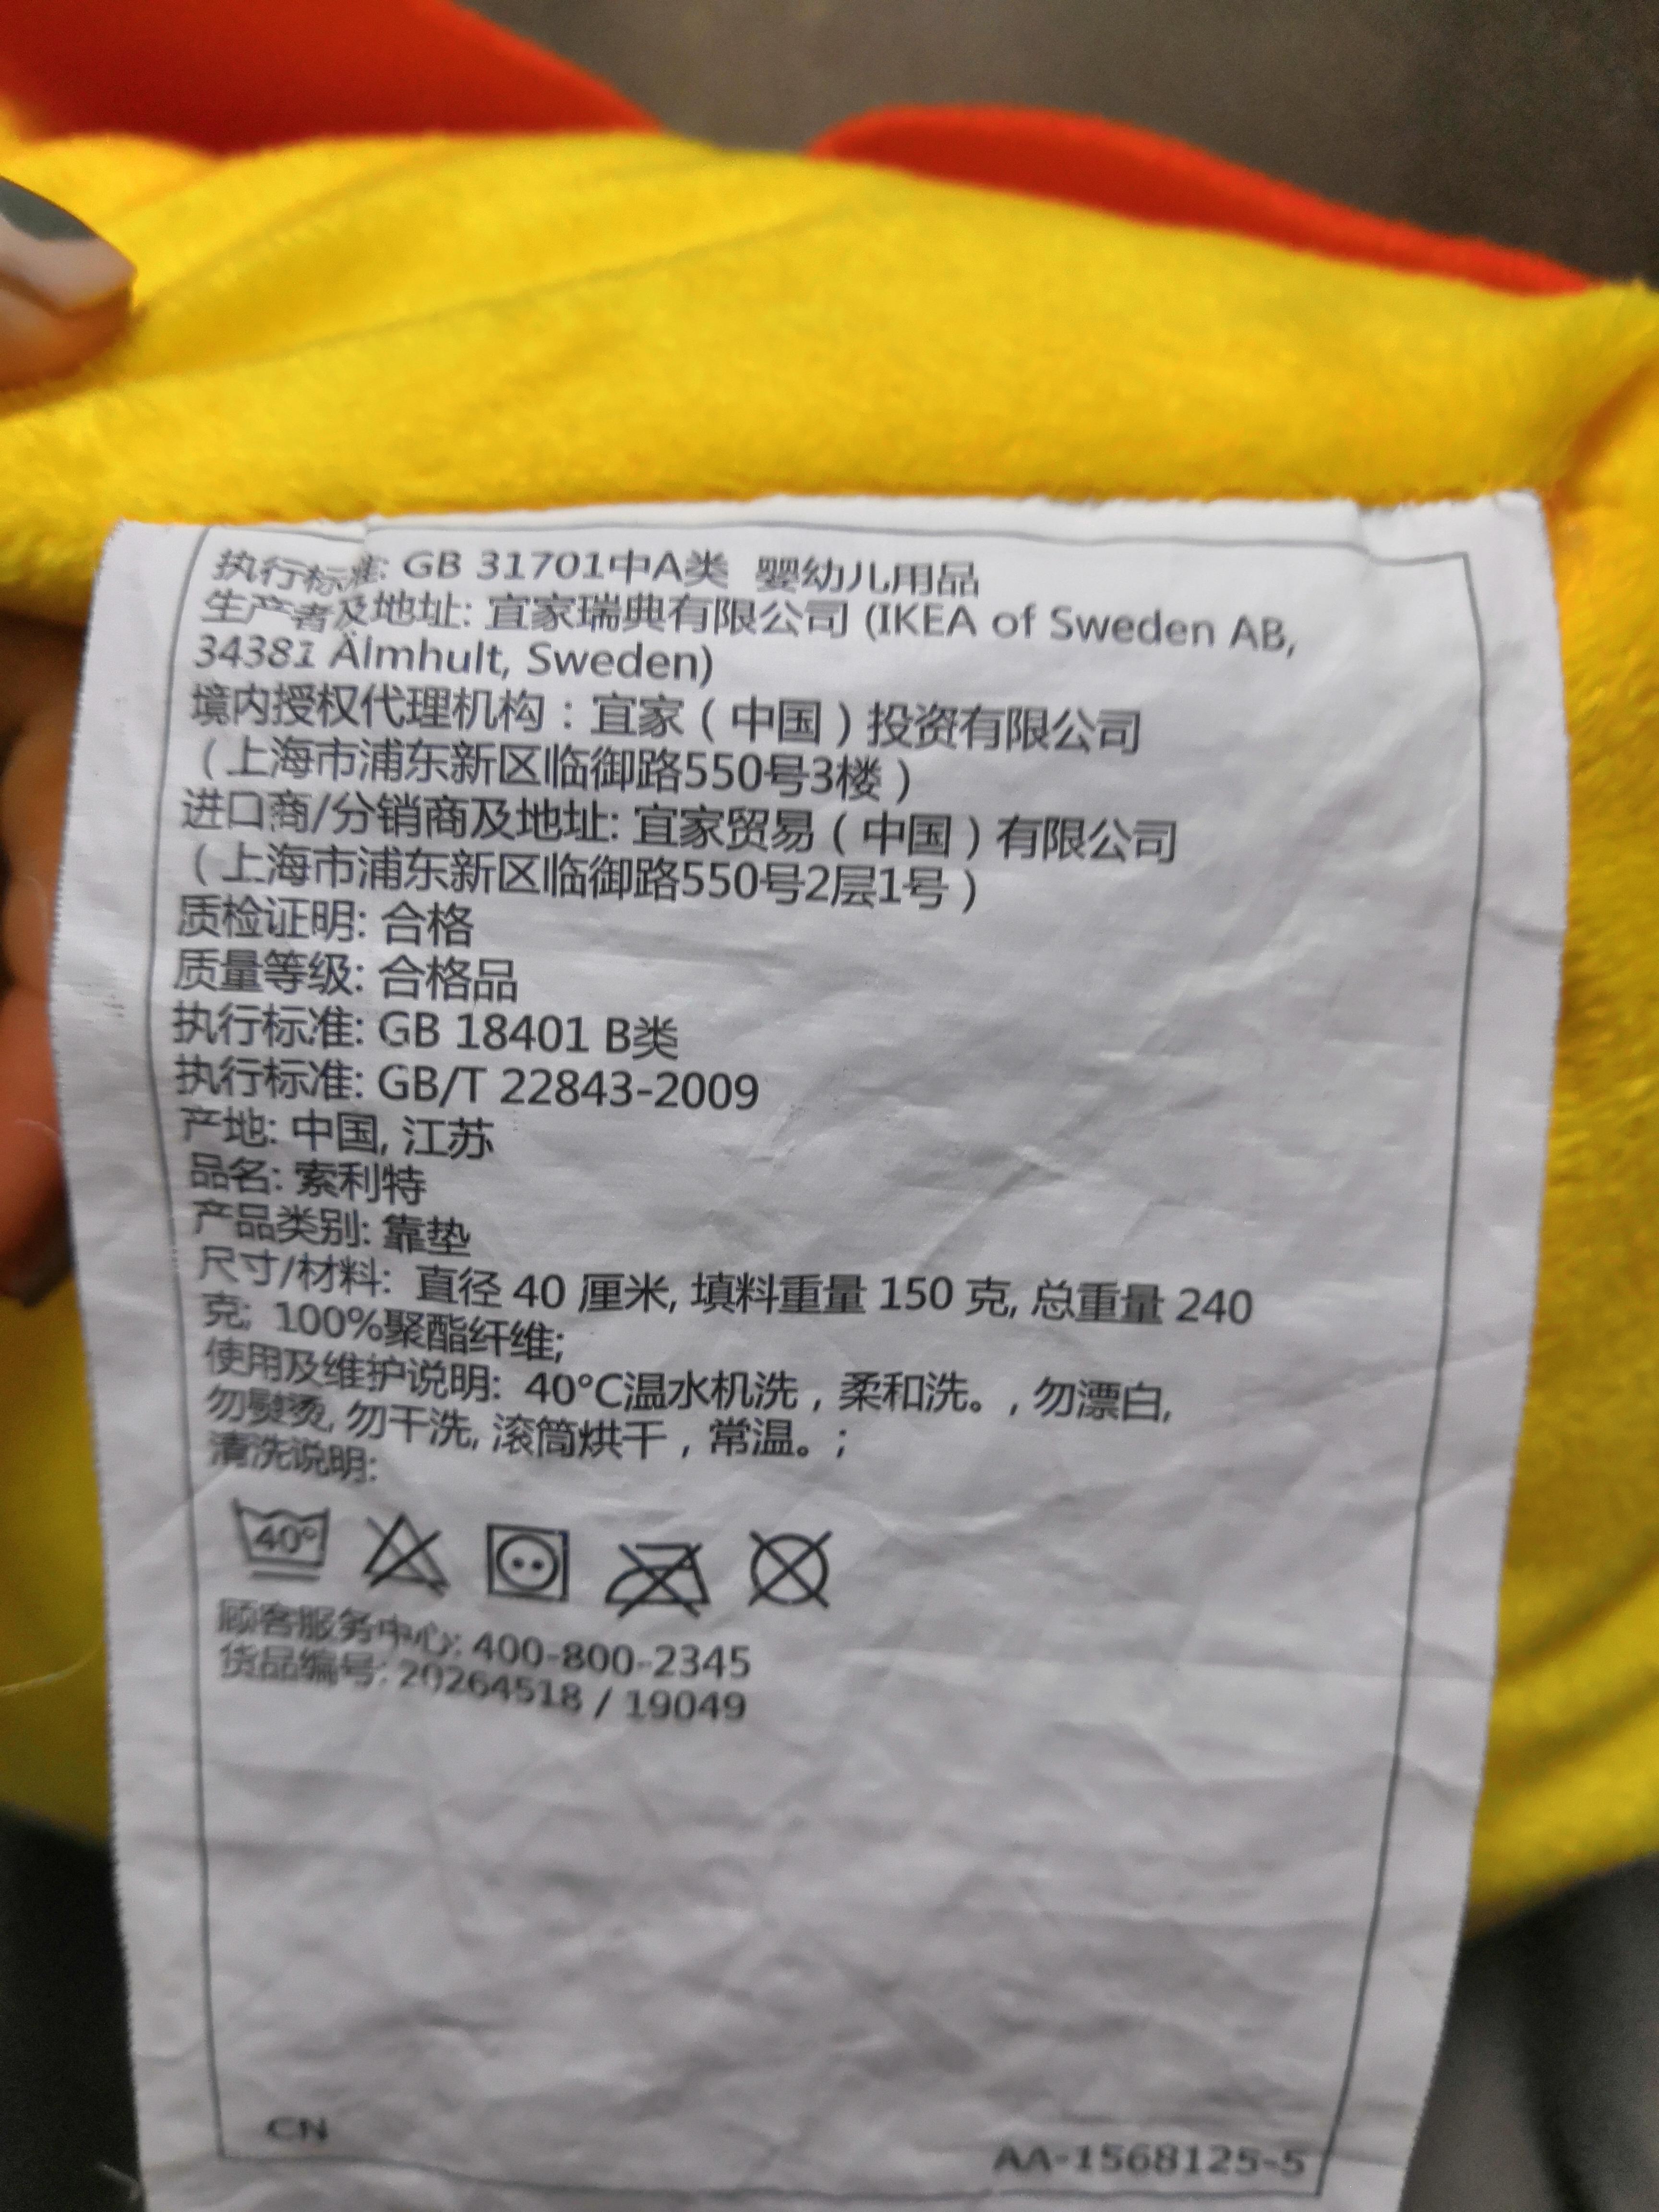 执行标准: GB 31701中A类 婴幼儿用品
生产者及地址: 宜家瑞典有限公司 (IKEA of Sweden AB,
34381 Älmhult, Sweden)
境内授权代理机构：宜家（中国）投资有限公司
（上海市浦东新区临御路550号3楼）
进口商/分销商及地址: 宜家贸易（中国）有限公司
（上海市浦东新区临御路550号2层1号）
质检证明: 合格
质量等级: 合格品
执行标准: GB 18401 B类
执行标准: GB/T 22843-2009
产地: 中国, 江苏
品名: 索利特
产品类别: 靠垫
尺寸/材料: 直径 40 厘米, 填料重量 150 克, 总重量 240
克; 100%聚酯纤维;
使用及维护说明: 40°C温水机洗，柔和洗。, 勿漂白,
勿熨烫, 勿干洗, 滚筒烘干，常温。;
清洗说明:
40°
顾客服务中心: 400-800-2345
货品编号: 20264518 / 19049
CN
AA-1568125-5